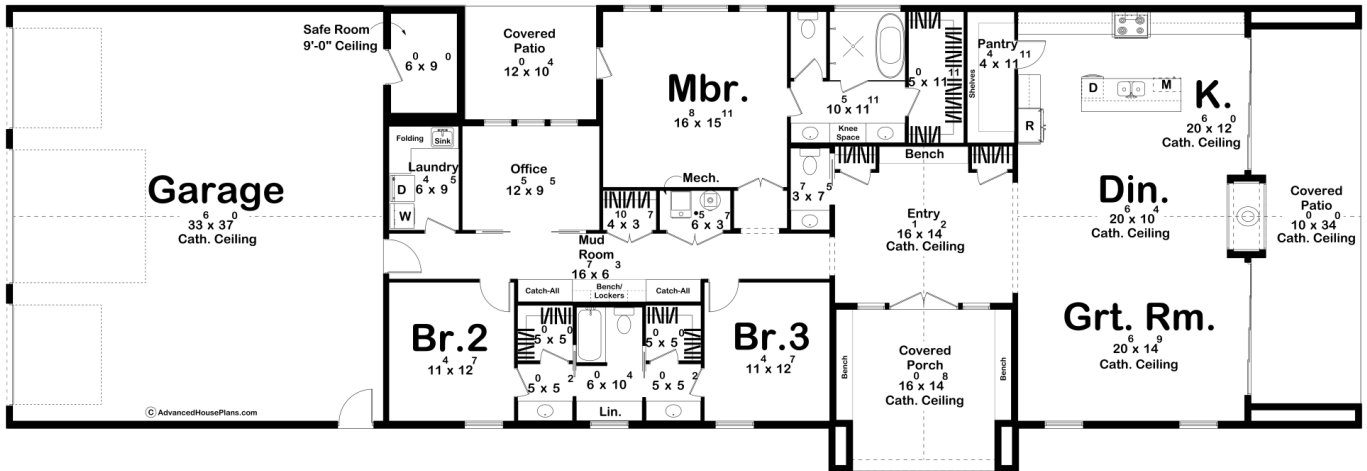 Safe Room
9'-0" Ceiling
6⁰ x 9⁰
Covered
Patio
12⁰ x 10⁴
Mbr.
16⁸ x 15¹¹
10⁵ x 11¹¹
Knee
Space
5⁰ x 11¹¹
Shelves
Pantry
4⁴ x 11¹¹
R
D
M
K.
20⁶ x 12⁰
Cath. Ceiling
Folding
Sink
Laundry
6⁴ x 9⁵
D
W
Office
12⁵ x 9⁵
Mech.
4¹⁰ x 3⁷
6⁵ x 3⁷
3⁷ x 7⁵
Bench
Garage
33⁶ x 37⁰
Cath. Ceiling
Mud
Room
16⁷ x 6³
Entry
16¹ x 14²
Cath. Ceiling
Din.
20⁶ x 10⁴
Cath. Ceiling
Covered
Patio
10⁰ x 34⁰
Cath. Ceiling
Catch-All
Bench/
Lockers
Catch-All
Br.2
11⁴ x 12⁷
5⁰ x 5⁰
5⁰ x 5⁰
5⁰ x 5²
6⁰ x 10⁴
5⁰ x 5²
Lin.
Br.3
11⁴ x 12⁷
Bench
Covered
Porch
16⁰ x 14⁸
Cath. Ceiling
Bench
Grt. Rm.
20⁶ x 14⁹
Cath. Ceiling
© AdvancedHousePlans.com